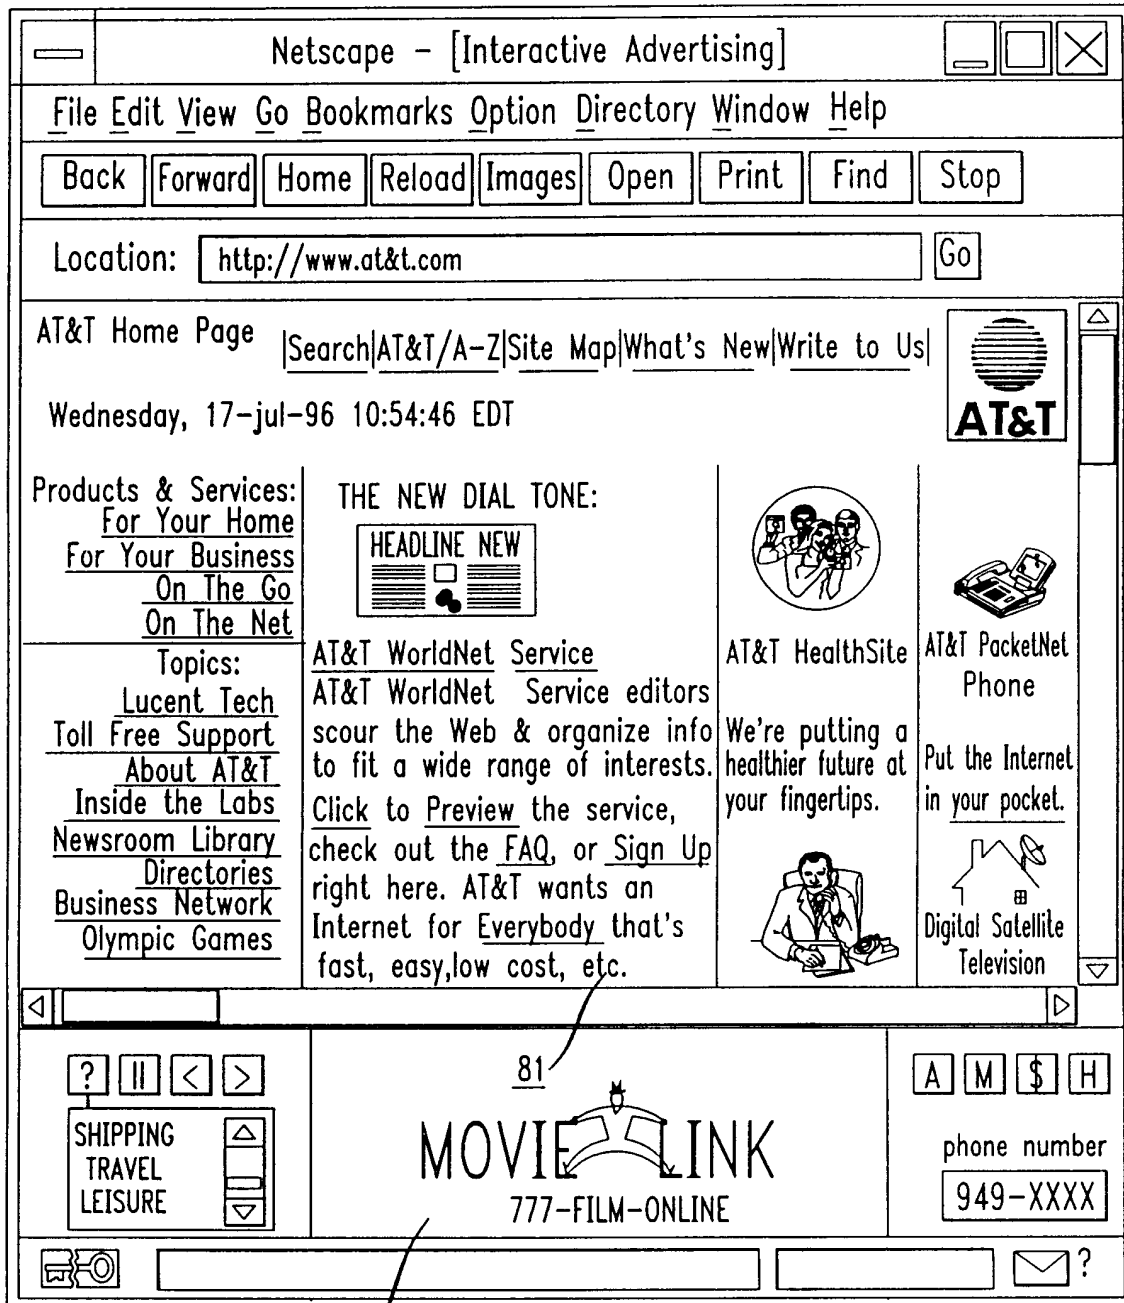 Netscape - [Interactive Advertising]
File Edit View Go Bookmarks Option Directory Window Help
Back Forward Home Reload Images Open Print Find Stop
Location: http://www.at&t.com Go
AT&T Home Page |Search|AT&T/A-Z|Site Map|What's New|Write to Us|
AT&T
Wednesday, 17-jul-96 10:54:46 EDT
Products & Services:
For Your Home
For Your Business
On The Go
On The Net
Topics:
Lucent Tech
Toll Free Support
About AT&T
Inside the Labs
Newsroom Library
Directories
Business Network
Olympic Games
THE NEW DIAL TONE:
HEADLINE NEW
AT&T WorldNet Service
AT&T WorldNet Service editors
scour the Web & organize info
to fit a wide range of interests.
Click to Preview the service,
check out the FAQ, or Sign Up
right here. AT&T wants an
Internet for Everybody that's
fast, easy,low cost, etc.
AT&T HealthSite
We're putting a
healthier future at
your fingertips.
AT&T PacketNet
Phone
Put the Internet
in your pocket.
Digital Satellite
Television
? || < >
SHIPPING
TRAVEL
LEISURE
81
MOVIE LINK
777-FILM-ONLINE
A M $ H
phone number
949-XXXX
?